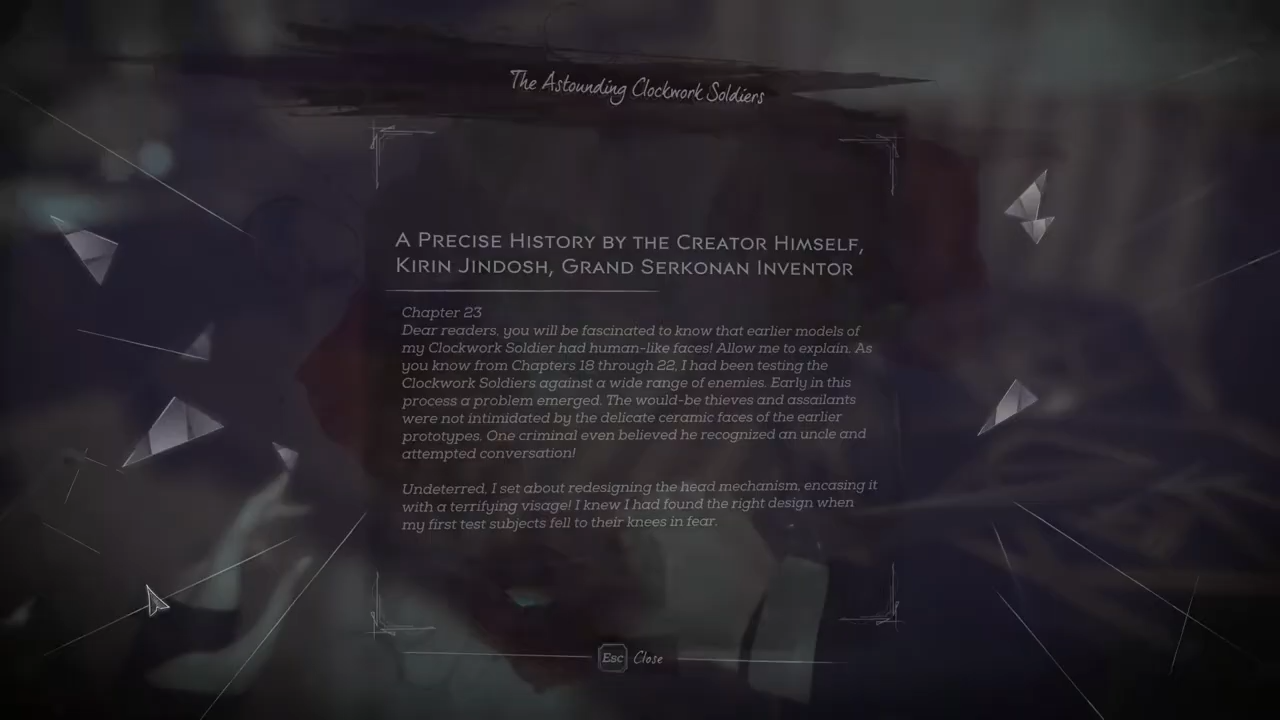 The Astounding Clockwork Soldiers
A PRECISE HISTORY BY THE CREATOR HIMSELF,
KIRIN JINDOSH, GRAND SERKONAN INVENTOR
Chapter 23
Dear readers, you will be fascinated to know that earlier models of
my Clockwork Soldier had human-like faces! Allow me to explain. As
you know from Chapters 18 through 22, I had been testing the
Clockwork Soldiers against a wide range of enemies. Early in this
process a problem emerged. The would-be thieves and assailants
were not intimidated by the delicate ceramic faces of the earlier
prototypes. One criminal even believed he recognized an uncle and
attempted conversation!
Undeterred, I set about redesigning the head mechanism, encasing it
with a terrifying visage! I knew I had found the right design when
my first test subjects fell to their knees in fear.
Esc Close